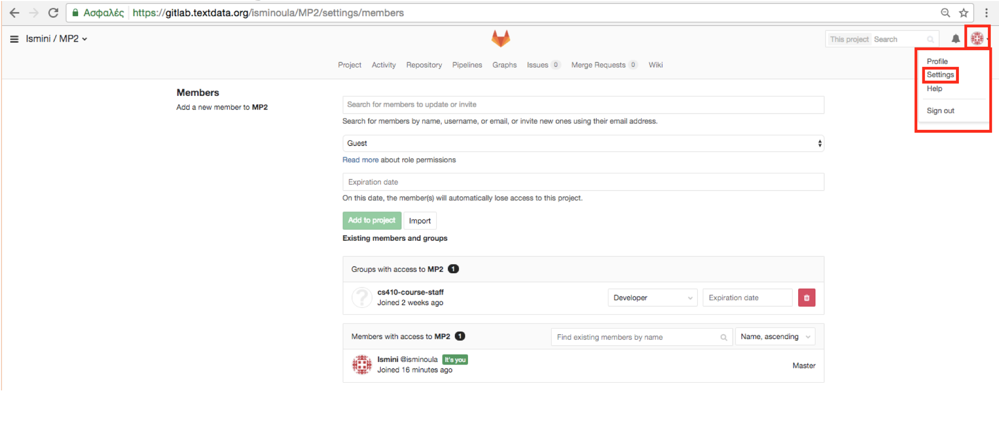 Ασφαλές https://gitlab.textdata.org/isminoula/MP2/settings/members
Ismini / MP2
This project Search
Project Activity Repository Pipelines Graphs Issues 0 Merge Requests 0 Wiki
Profile
Settings
Help
Sign out
Members
Add a new member to MP2
Search for members to update or invite
Search for members by name, username, or email, or invite new ones using their email address.
Guest
Read more about role permissions
Expiration date
On this date, the member(s) will automatically lose access to this project.
Add to project Import
Existing members and groups
Groups with access to MP2 1
cs410-course-staff
Joined 2 weeks ago
Developer Expiration date
Members with access to MP2 1 Find existing members by name Name, ascending
Ismini @isminoula It's you
Joined 16 minutes ago
Master